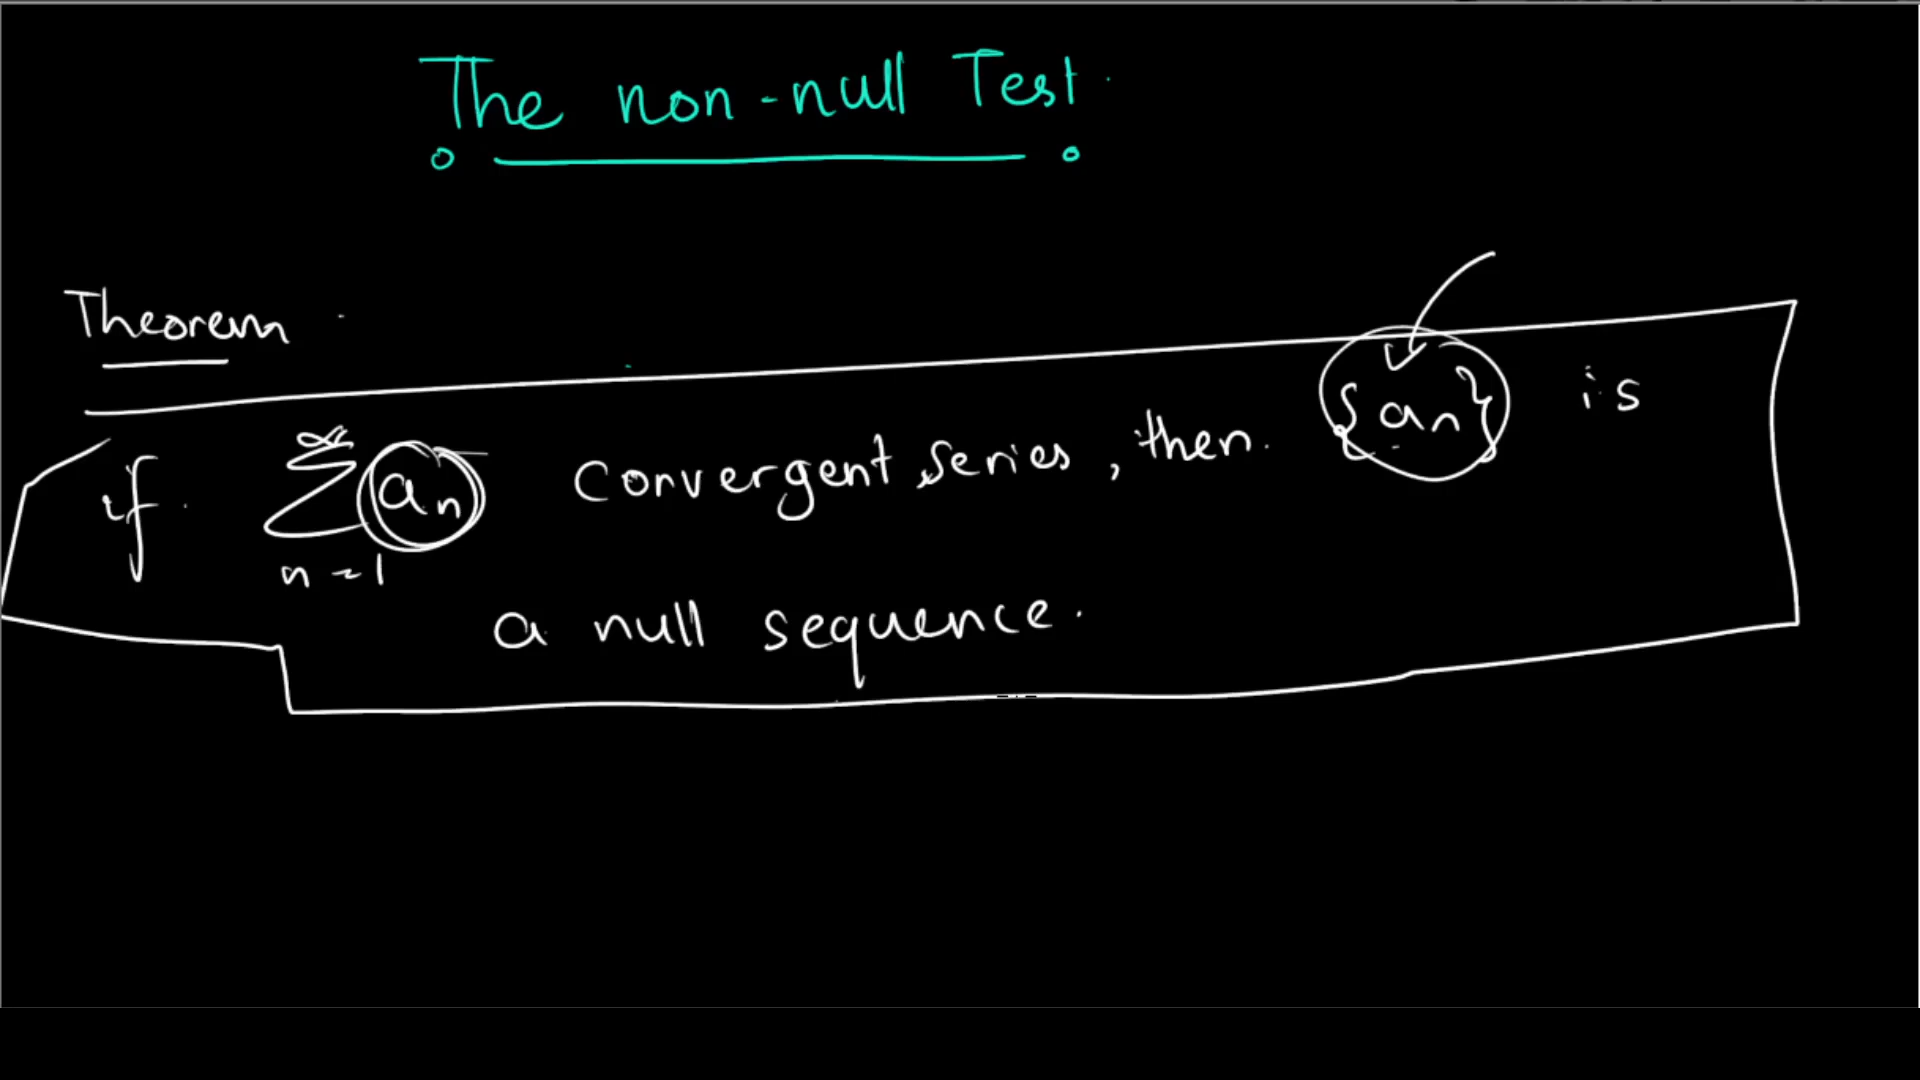 The non-null Test.
Theorem.
if ∞ Σ n=1 aₙ Convergent series, then {aₙ} is
a null sequence.